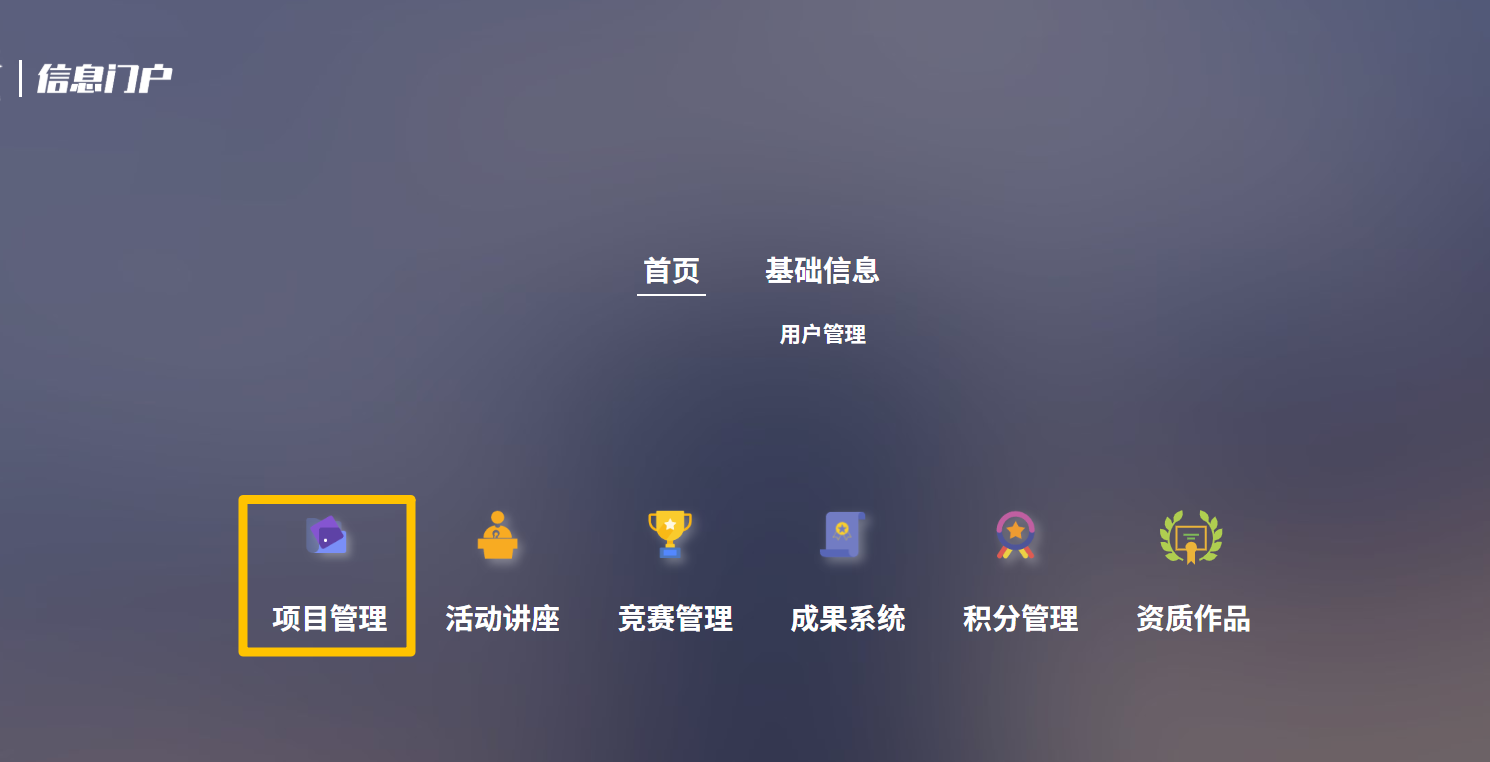 信息门户
首页 基础信息
用户管理
项目管理 活动讲座 竞赛管理 成果系统 积分管理 资质作品